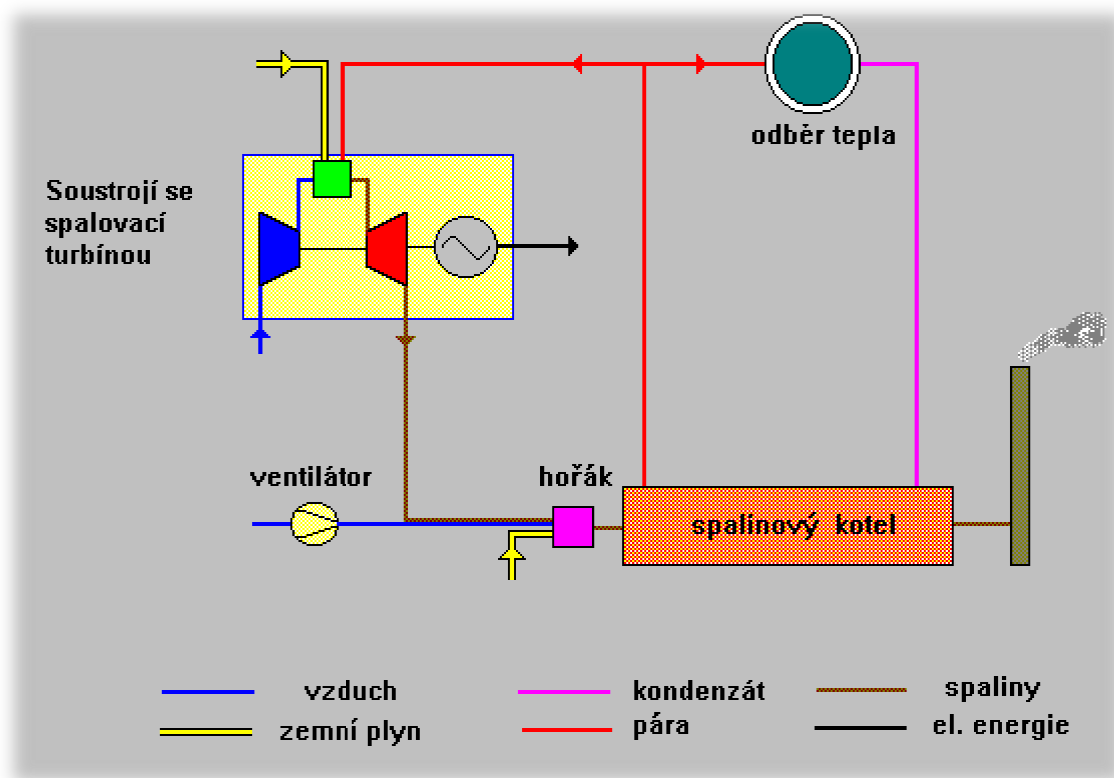 odběr tepla
Soustrojí se
spalovací
turbínou
ventilátor
hořák
spalinový kotel
vzduch
kondenzát
spaliny
zemní plyn
pára
el. energie